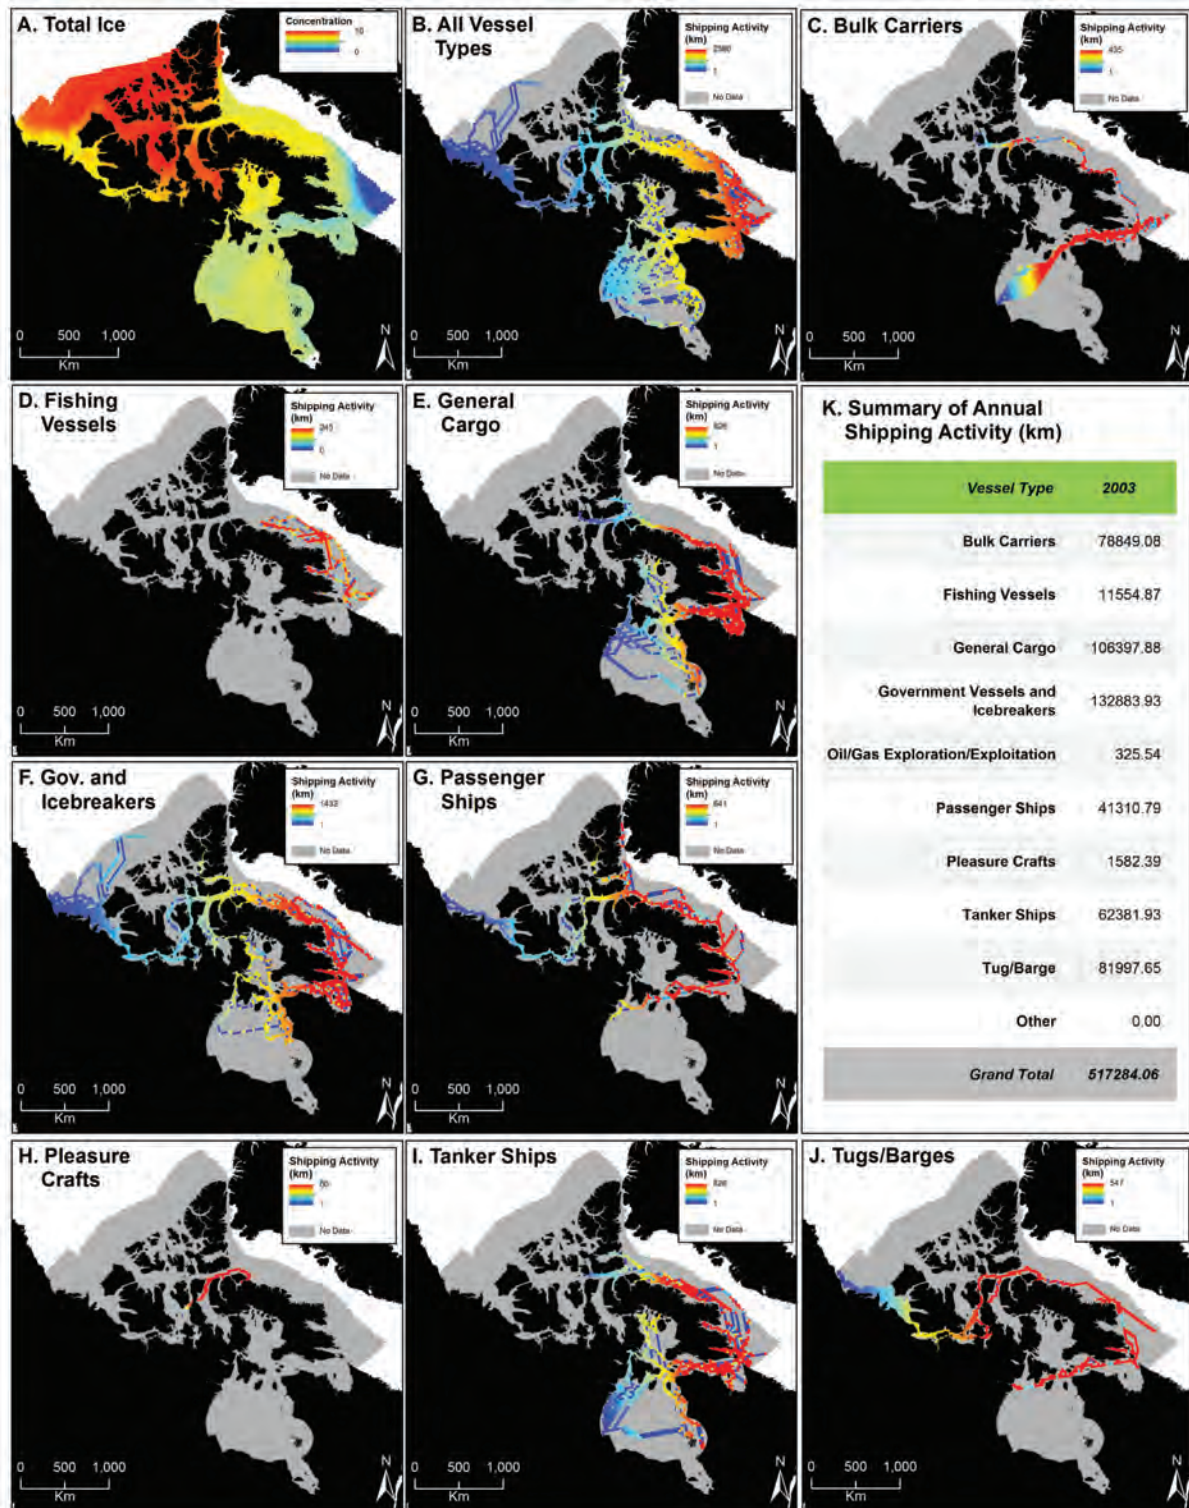 A. Total Ice
Concentration
10
0
0 500 1,000
Km
N
B. All Vessel
Types
Shipping Activity
(km)
2580
1
No Data
0 500 1,000
Km
N
C. Bulk Carriers
Shipping Activity
(km)
435
1
No Data
0 500 1,000
Km
N
D. Fishing
Vessels
Shipping Activity
(km)
245
0
No Data
0 500 1,000
Km
N
E. General
Cargo
Shipping Activity
(km)
1
No Data
0 500 1,000
Km
N
K. Summary of Annual
Shipping Activity (km)
Vessel Type 2003
Bulk Carriers 78849.08
Fishing Vessels 11554.87
General Cargo 106397.88
Government Vessels and
Icebreakers 132883.93
Oil/Gas Exploration/Exploitation 325.54
Passenger Ships 41310.79
Pleasure Crafts 1582.39
Tanker Ships 62381.93
Tug/Barge 81997.65
Other 0.00
Grand Total 517284.06
F. Gov. and
Icebreakers
Shipping Activity
(km)
1
No Data
0 500 1,000
Km
N
G. Passenger
Ships
Shipping Activity
(km)
641
1
No Data
0 500 1,000
Km
N
H. Pleasure
Crafts
Shipping Activity
(km)
1
No Data
0 500 1,000
Km
N
I. Tanker Ships
Shipping Activity
(km)
1
No Data
0 500 1,000
Km
N
J. Tugs/Barges
Shipping Activity
(km)
547
1
No Data
0 500 1,000
Km
N